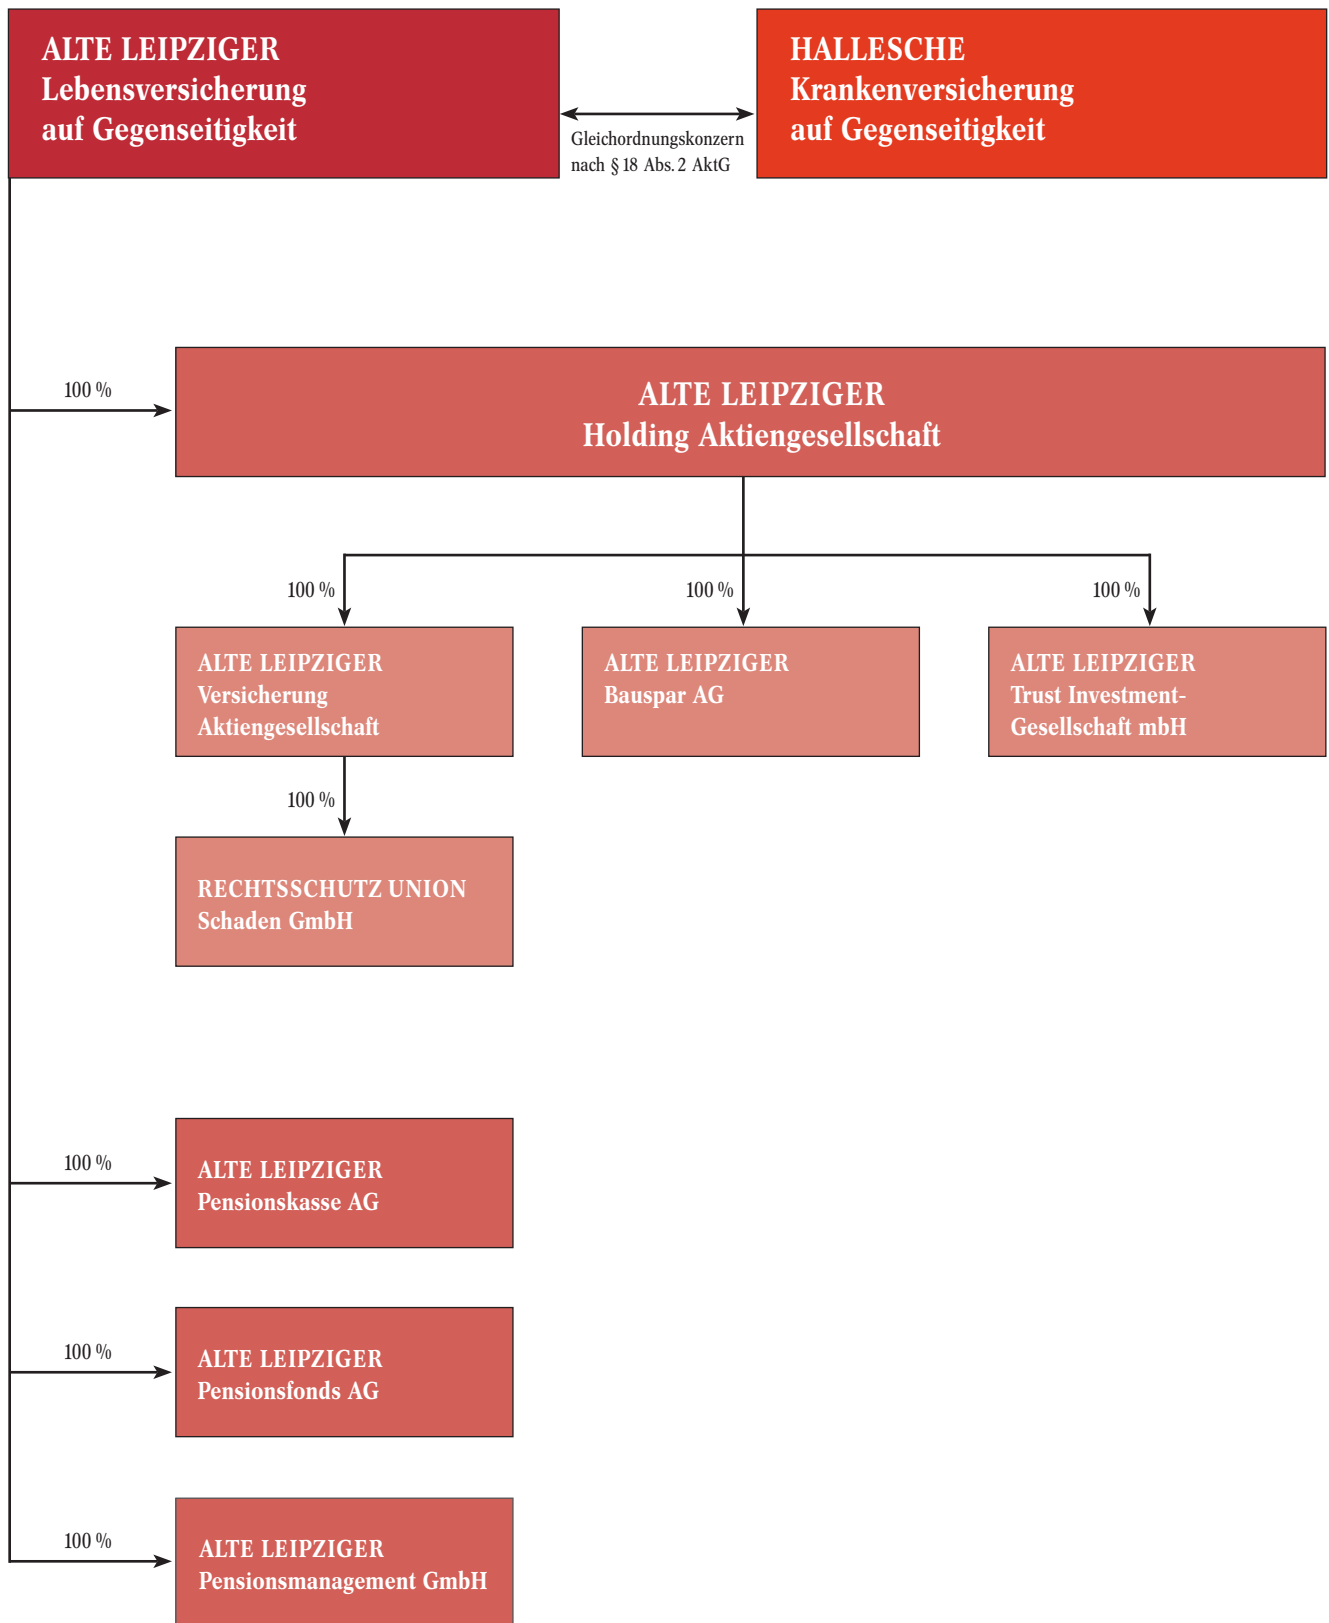 ALTE LEIPZIGER
Lebensversicherung
auf Gegenseitigkeit
Gleichordnungskonzern
nach § 18 Abs. 2 AktG
HALLESCHE
Krankenversicherung
auf Gegenseitigkeit
100 %
ALTE LEIPZIGER
Holding Aktiengesellschaft
100 %
100 %
100 %
ALTE LEIPZIGER
Versicherung
Aktiengesellschaft
ALTE LEIPZIGER
Bauspar AG
ALTE LEIPZIGER
Trust Investment-
Gesellschaft mbH
100 %
RECHTSSCHUTZ UNION
Schaden GmbH
100 %
ALTE LEIPZIGER
Pensionskasse AG
100 %
ALTE LEIPZIGER
Pensionsfonds AG
100 %
ALTE LEIPZIGER
Pensionsmanagement GmbH